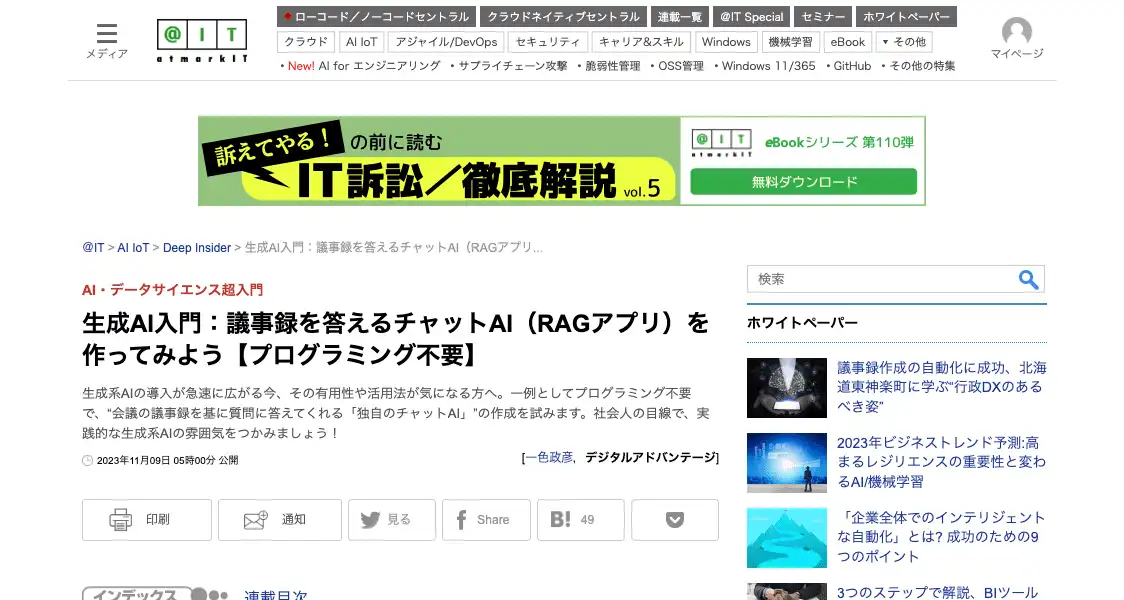 メディア
@IT
atmarkIT
ローコード／ノーコードセントラル
クラウドネイティブセントラル
連載一覧
@IT Special
セミナー
ホワイトペーパー
クラウド
AI IoT
アジャイル/DevOps
セキュリティ
キャリア&スキル
Windows
機械学習
eBook
▼ その他
・New! AI for エンジニアリング ・サプライチェーン攻撃 ・脆弱性管理 ・OSS管理 ・Windows 11/365 ・GitHub ・その他の特集
マイページ
訴えてやる！の前に読む
IT訴訟／徹底解説 vol.5
@IT
atmarkIT
eBookシリーズ 第110弾
無料ダウンロード
@IT > AI IoT > Deep Insider > 生成AI入門：議事録を答えるチャットAI（RAGアプリ...
AI・データサイエンス超入門
生成AI入門：議事録を答えるチャットAI（RAGアプリ）を
作ってみよう【プログラミング不要】
生成系AIの導入が急速に広がる今、その有用性や活用法が気になる方へ。一例としてプログラミング不要
で、“会議の議事録を基に質問に答えてくれる「独自のチャットAI」”の作成を試みます。社会人の目線で、実
践的な生成系AIの雰囲気をつかみましょう！
2023年11月09日 05時00分 公開
[一色政彦，デジタルアドバンテージ]
印刷
通知
見る
Share
B! 49
インデックス
連載目次
検索
ホワイトペーパー
議事録作成の自動化に成功、北海
道東神楽町に学ぶ“行政DXのある
べき姿”
2023年ビジネストレンド予測:高
まるレジリエンスの重要性と変わ
るAI/機械学習
「企業全体でのインテリジェント
な自動化」とは? 成功のための9
つのポイント
3つのステップで解説、BIツール